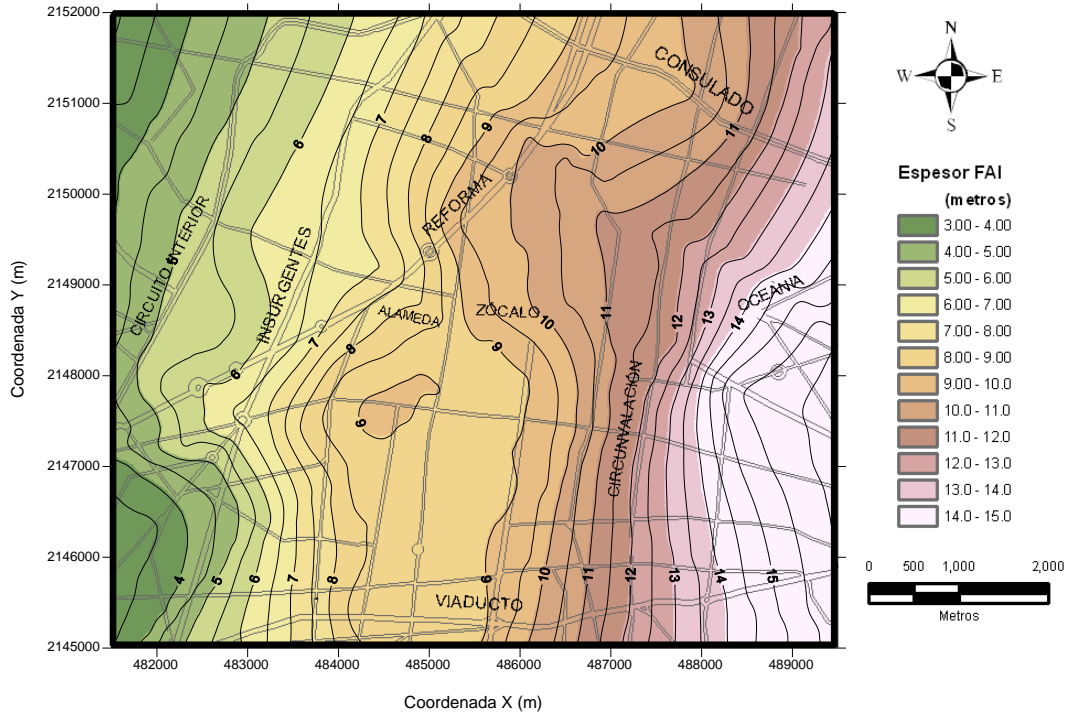 2152000
2151000
2150000
2149000
2148000
2147000
2146000
2145000
Coordenada Y (m)
482000 483000 484000 485000 486000 487000 488000 489000
Coordenada X (m)
CONSULADO
REFORMA
CIRCUITO INTERIOR
INSURGENTES
ALAMEDA
ZÓCALO
OCEANIA
CIRCUNVALACIÓN
VIADUCTO
6 7 8 9 10 11
5
6 7 8 9 10 11 12 13 14
6
4 5 6 7 8 6 10 11 12 13 14 15
N
W E
S
Espesor FAI
(metros)
3.00 - 4.00
4.00 - 5.00
5.00 - 6.00
6.00 - 7.00
7.00 - 8.00
8.00 - 9.00
9.00 - 10.0
10.0 - 11.0
11.0 - 12.0
12.0 - 13.0
13.0 - 14.0
14.0 - 15.0
0 500 1,000 2,000
Metros